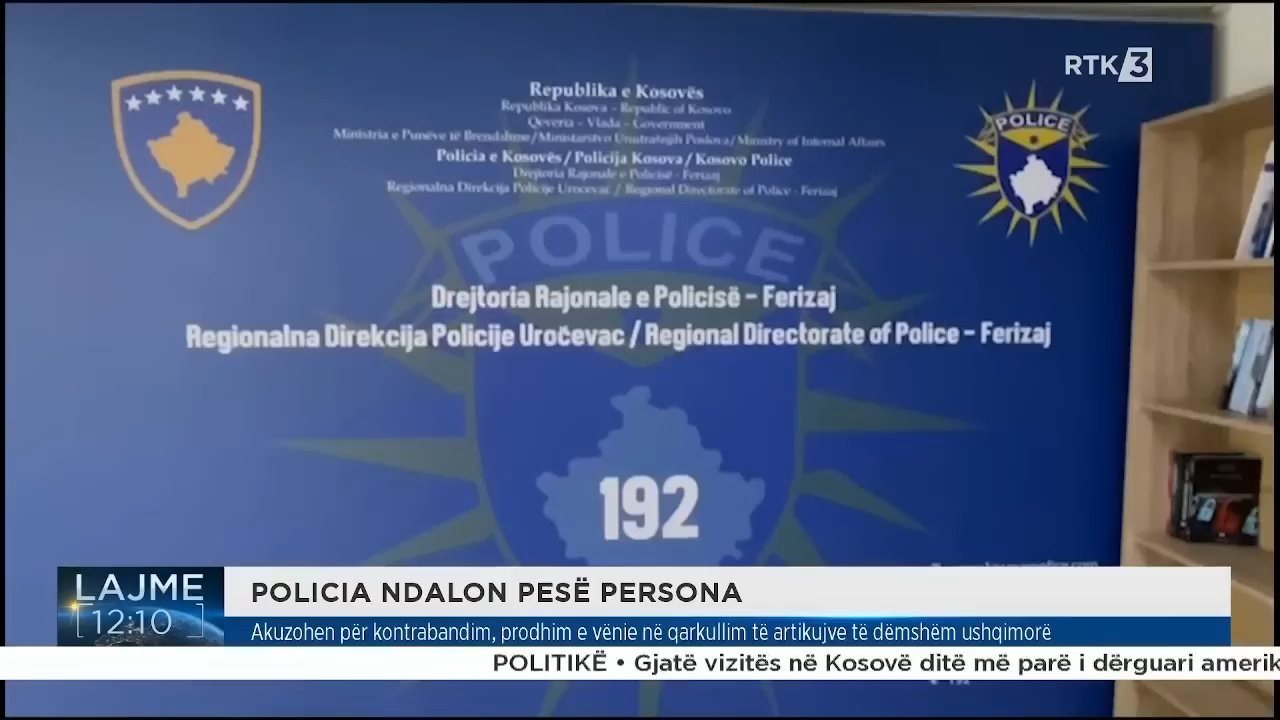 RTK 3
Republika e Kosovës
Republika Kosova - Republic of Kosovo
Qeveria - Vlada - Government
Ministria e Punëve të Brendshme/Ministarstvo Unutrašnjih Poslova/Ministry of Internal Affairs
Policia e Kosovës / Policija Kosova / Kosovo Police
Drejtoria Rajonale e Policisë - Ferizaj
Regionalna Direkcija Policije Uroćevac / Regional Directorate of Police - Ferizaj
POLICE
POLICE
Drejtoria Rajonale e Policisë – Ferizaj
Regionalna Direkcija Policije Uročevac / Regional Directorate of Police – Ferizaj
192
LAJME
12:10
POLICIA NDALON PESË PERSONA
Akuzohen për kontrabandim, prodhim e vënie në qarkullim të artikujve të dëmshëm ushqimorë
POLITIKË • Gjatë vizitës në Kosovë ditë më parë i dërguari amerik